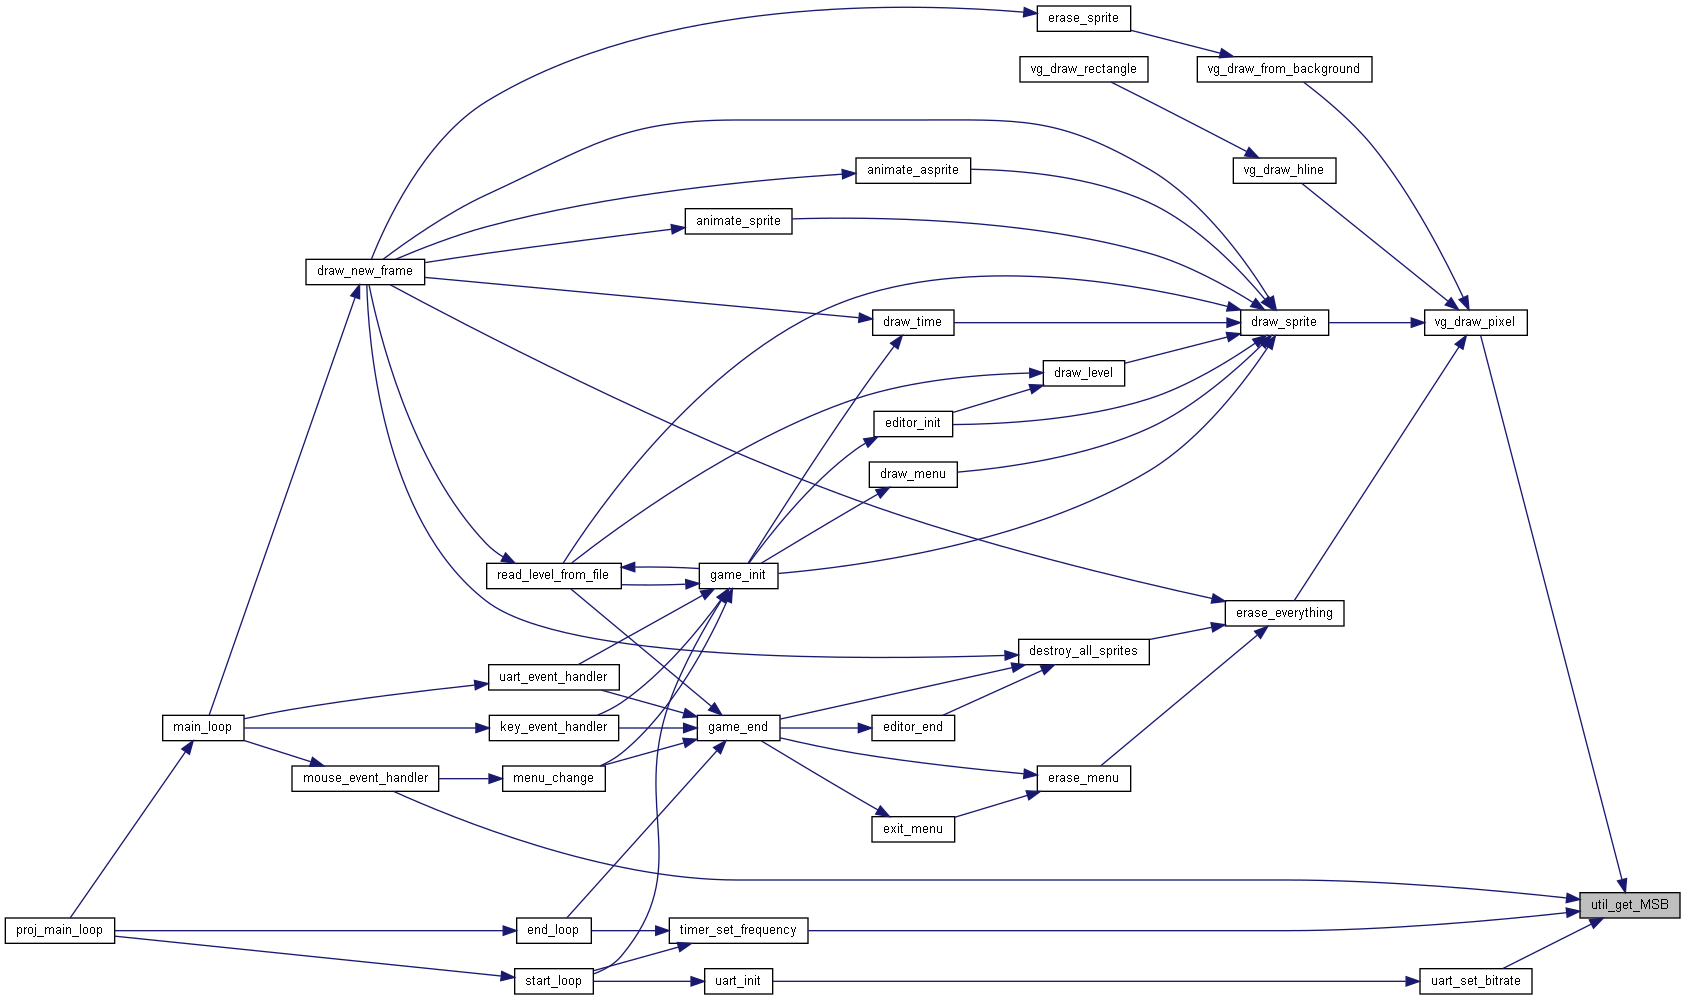 erase_sprite
vg_draw_rectangle
vg_draw_from_background
animate_asprite
vg_draw_hline
animate_sprite
draw_new_frame
draw_time
draw_sprite
vg_draw_pixel
draw_level
editor_init
draw_menu
read_level_from_file
game_init
erase_everything
destroy_all_sprites
uart_event_handler
main_loop
key_event_handler
game_end
editor_end
mouse_event_handler
menu_change
erase_menu
exit_menu
util_get_MSB
proj_main_loop
end_loop
timer_set_frequency
start_loop
uart_init
uart_set_bitrate